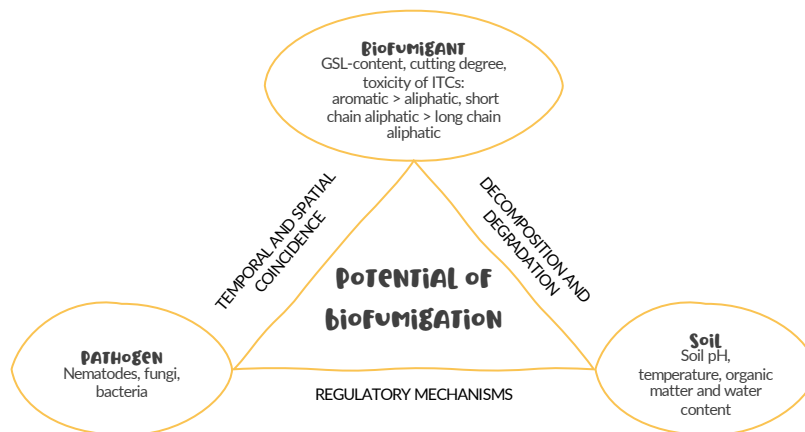 BIOFUMIGANT
GSL-content, cutting degree,
toxicity of ITCs:
aromatic > aliphatic, short
chain aliphatic > long chain
aliphatic
TEMPORAL AND SPATIAL
COINCIDENCE
DECOMPOSITION AND
DEGRADATION
POTENTIAL OF
BIOFUMIGATION
PATHOGEN
Nematodes, fungi,
bacteria
SOIL
Soil pH,
temperature, organic
matter and water
content
REGULATORY MECHANISMS